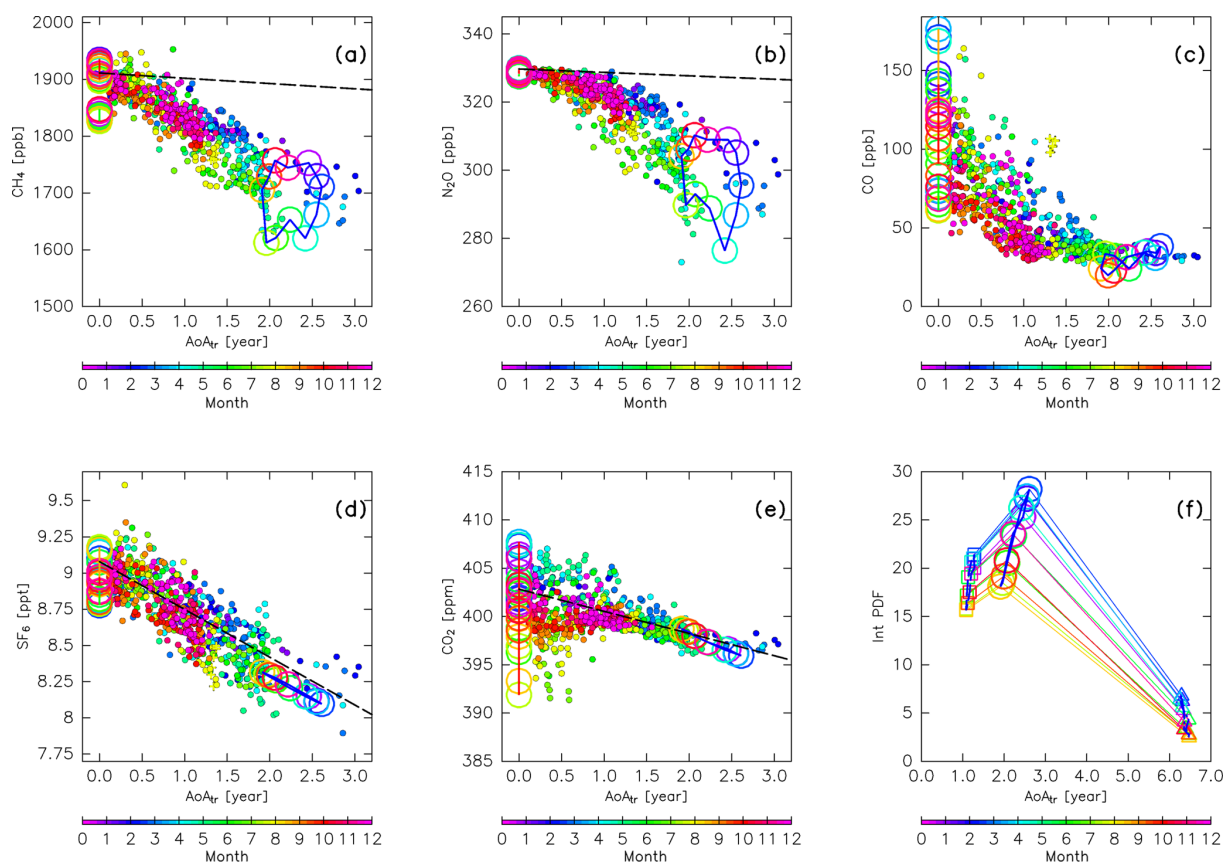 (a)
2000
1900
1800
1700
1600
1500
CH4 [ppb]
0.0 0.5 1.0 1.5 2.0 2.5 3.0
AoAtr [year]
0 1 2 3 4 5 6 7 8 9 10 11 12
Month
(b)
340
320
300
280
260
N2O [ppb]
0.0 0.5 1.0 1.5 2.0 2.5 3.0
AoAtr [year]
0 1 2 3 4 5 6 7 8 9 10 11 12
Month
(c)
150
100
50
0
CO [ppb]
0.0 0.5 1.0 1.5 2.0 2.5 3.0
AoAtr [year]
0 1 2 3 4 5 6 7 8 9 10 11 12
Month
(d)
9.5
9.25
9
8.75
8.5
8.25
8
7.75
SF6 [ppt]
0.0 0.5 1.0 1.5 2.0 2.5 3.0
AoAtr [year]
0 1 2 3 4 5 6 7 8 9 10 11 12
Month
(e)
415
410
405
400
395
390
385
CO2 [ppm]
0.0 0.5 1.0 1.5 2.0 2.5 3.0
AoAtr [year]
0 1 2 3 4 5 6 7 8 9 10 11 12
Month
(f)
30
25
20
15
10
5
0
Int PDF
0.0 1.0 2.0 3.0 4.0 5.0 6.0 7.0
AoAtr [year]
0 1 2 3 4 5 6 7 8 9 10 11 12
Month